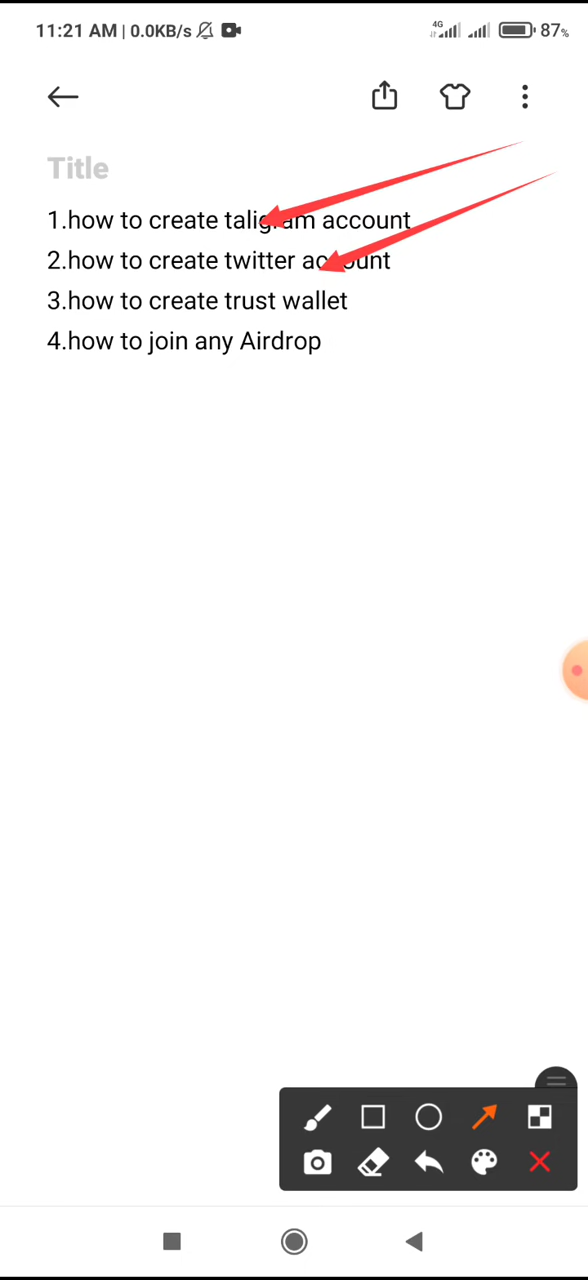 11:21 AM | 0.0KB/s 4G 87%
Title
1.how to create taligram account
2.how to create twitter account
3.how to create trust wallet
4.how to join any Airdrop